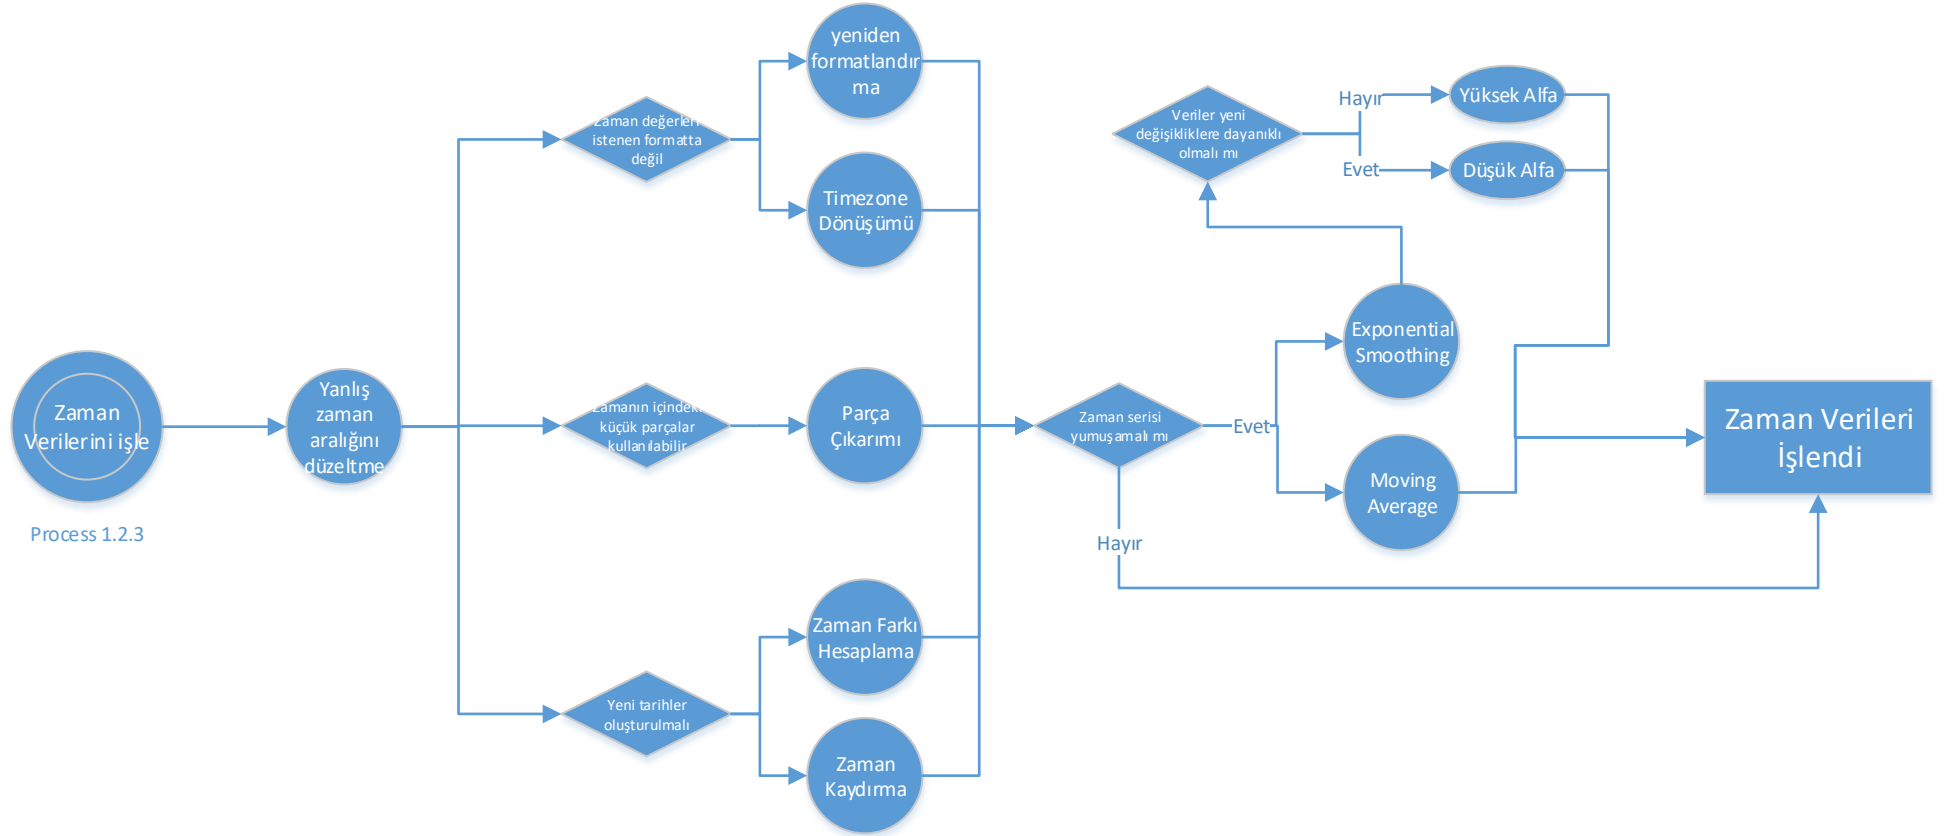 Zaman
Verilerini işle
Process 1.2.3
Yanlış
zaman
aralığını
düzeltme
Zaman değerleri
istenen formatta
değil
yeniden
formatlandır
ma
Timezone
Dönüşümü
Zamanın içindeki
küçük parçalar
kullanılabilir
Parça
Çıkarımı
Yeni tarihler
oluşturulmalı
Zaman Farkı
Hesaplama
Zaman
Kaydırma
Zaman serisi
yumuşamalı mı
Evet
Hayır
Exponential
Smoothing
Moving
Average
Veriler yeni
değişikliklere dayanıklı
olmalı mı
Hayır
Evet
Yüksek Alfa
Düşük Alfa
Zaman Verileri
İşlendi